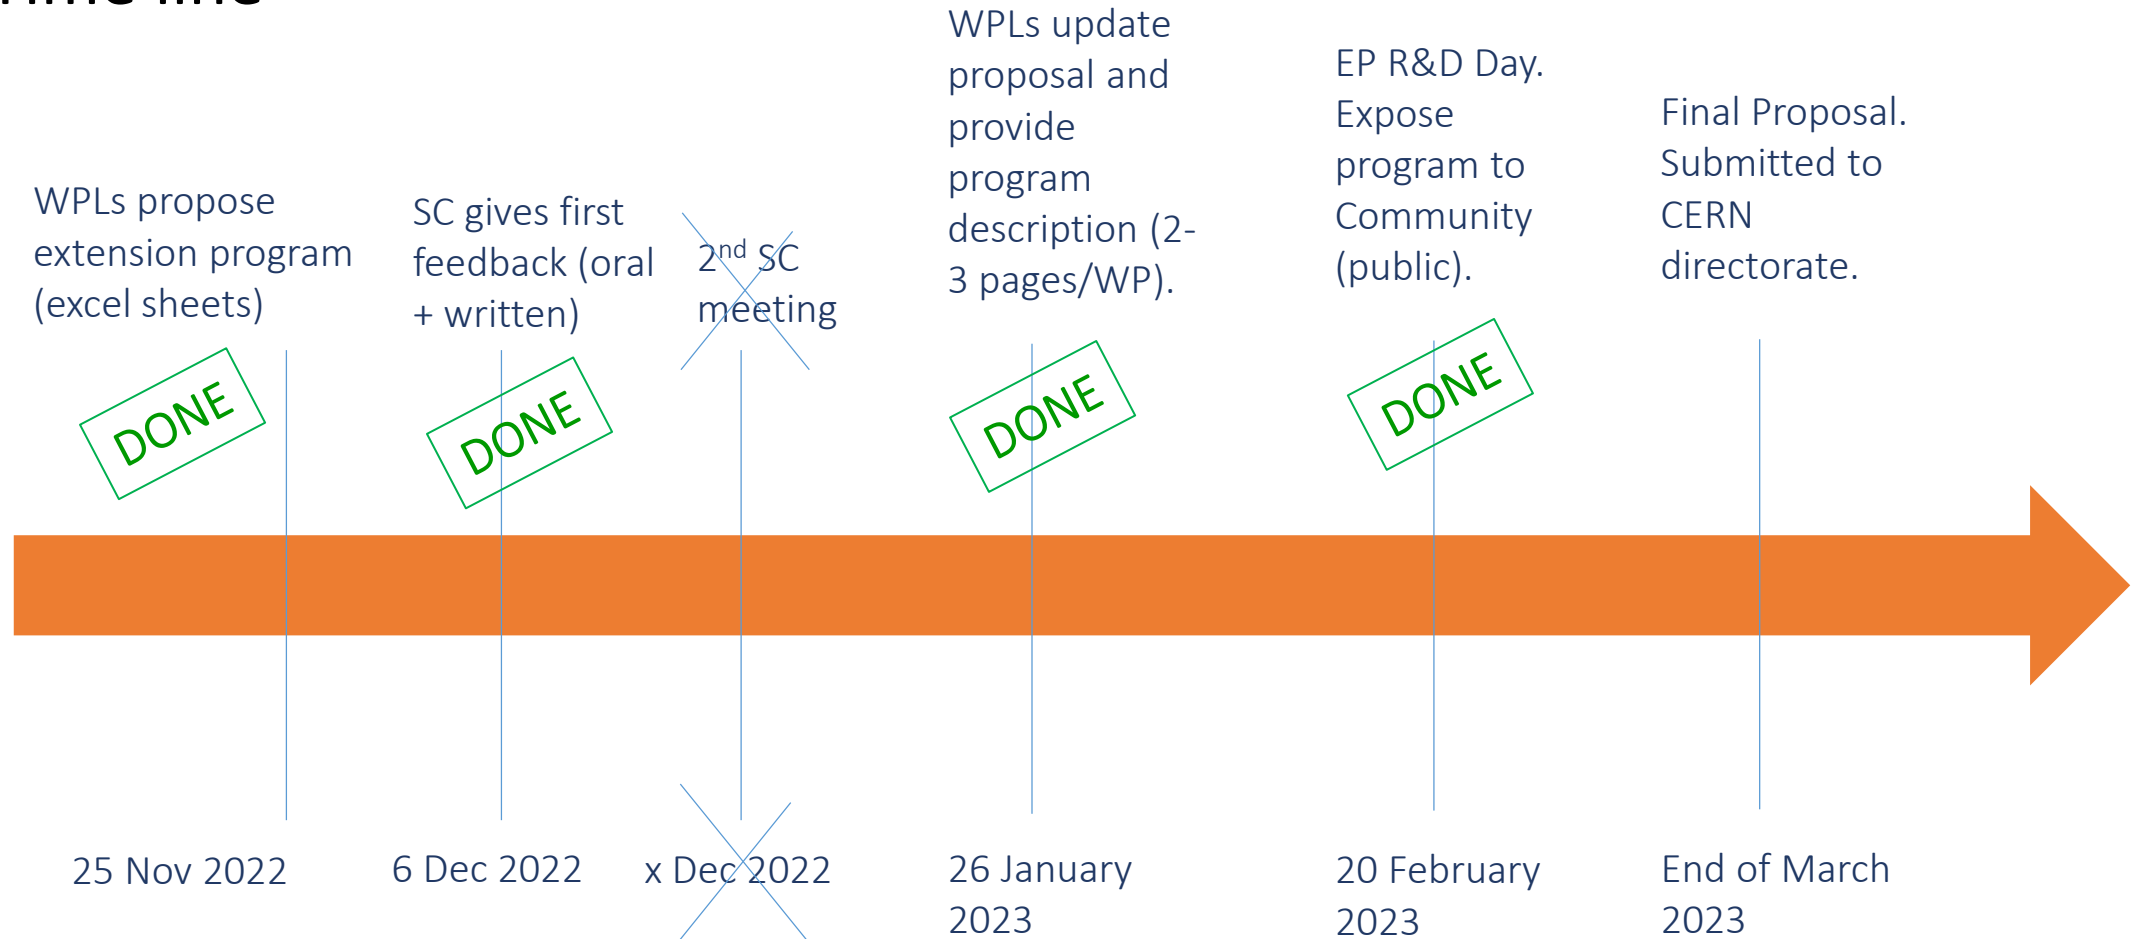 WPLs propose
extension program
(excel sheets)
SC gives first
feedback (oral
+ written)
2nd SC
meeting
WPLs update
proposal and
provide
program
description (2-
3 pages/WP).
EP R&D Day.
Expose
program to
Community
(public).
Final Proposal.
Submitted to
CERN
directorate.
DONE
DONE
DONE
DONE
25 Nov 2022
6 Dec 2022
x Dec 2022
26 January
2023
20 February
2023
End of March
2023